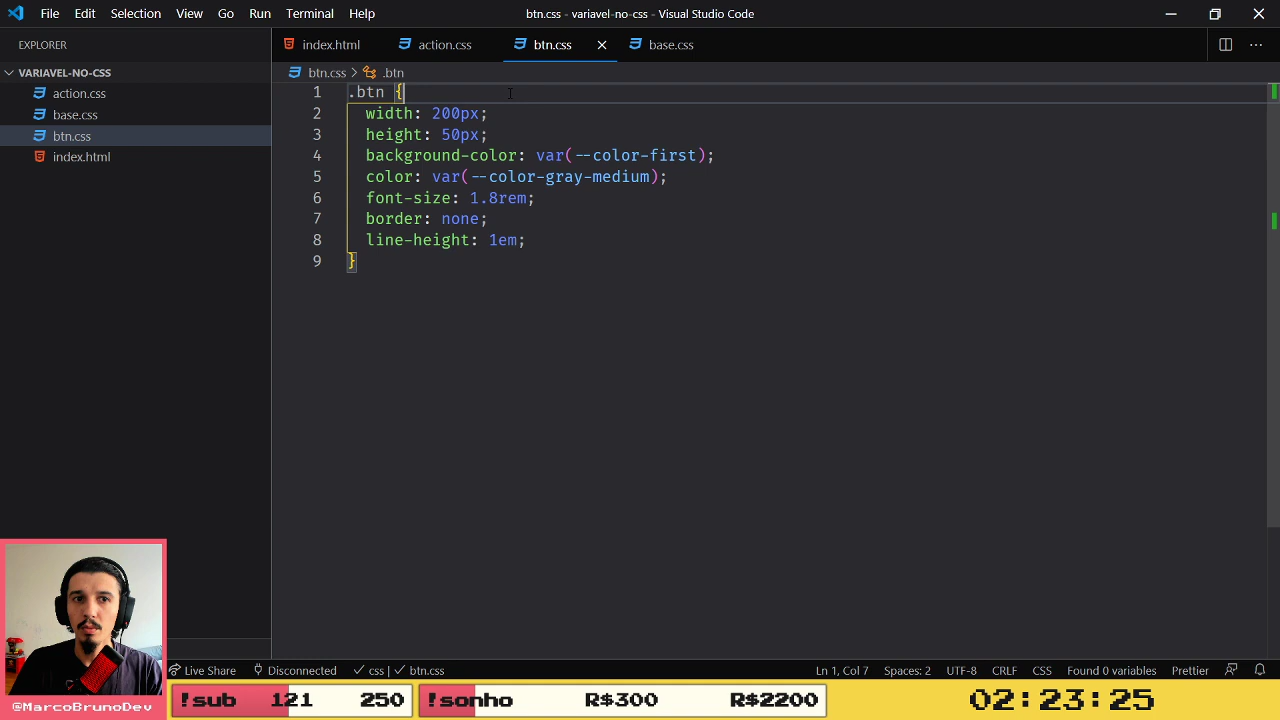 File Edit Selection View Go Run Terminal Help
btn.css - variavel-no-css - Visual Studio Code
EXPLORER
index.html
action.css
btn.css
base.css
VARIAVEL-NO-CSS
action.css
base.css
btn.css
index.html
btn.css > .btn
1 .btn {
2 width: 200px;
3 height: 50px;
4 background-color: var(--color-first);
5 color: var(--color-gray-medium);
6 font-size: 1.8rem;
7 border: none;
8 line-height: 1em;
9 }
Live Share Disconnected css | btn.css Ln 1, Col 7 Spaces: 2 UTF-8 CRLF CSS Found 0 variables Prettier
@MarcoBrunoDev
!sub 121 250
!sonho R$300 R$2200
02:23:25